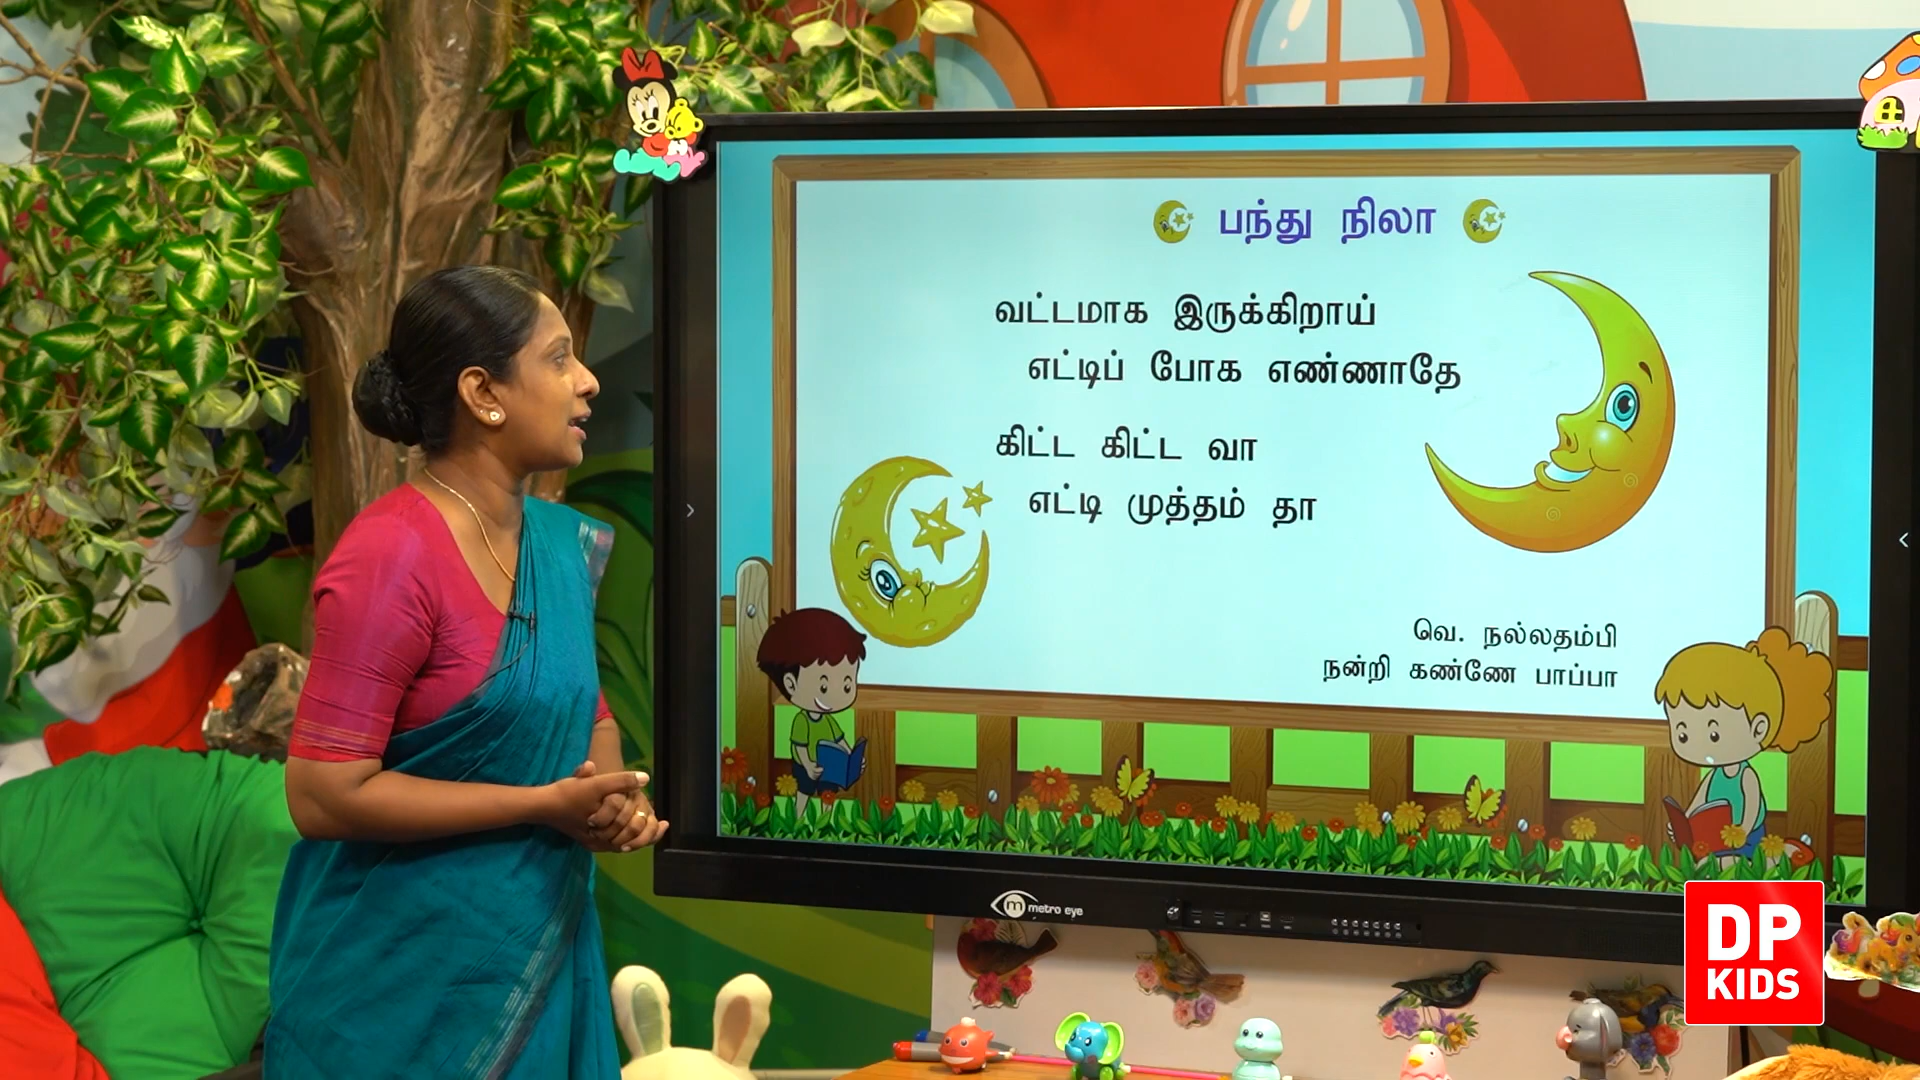 பந்து நிலா
வட்டமாக இருக்கிறாய்
எட்டிப் போக எண்ணாதே
கிட்ட கிட்ட வா
எட்டி முத்தம் தா
வெ. நல்லதம்பி
நன்றி கண்ணே பாப்பா
m metro eye
DP
KIDS